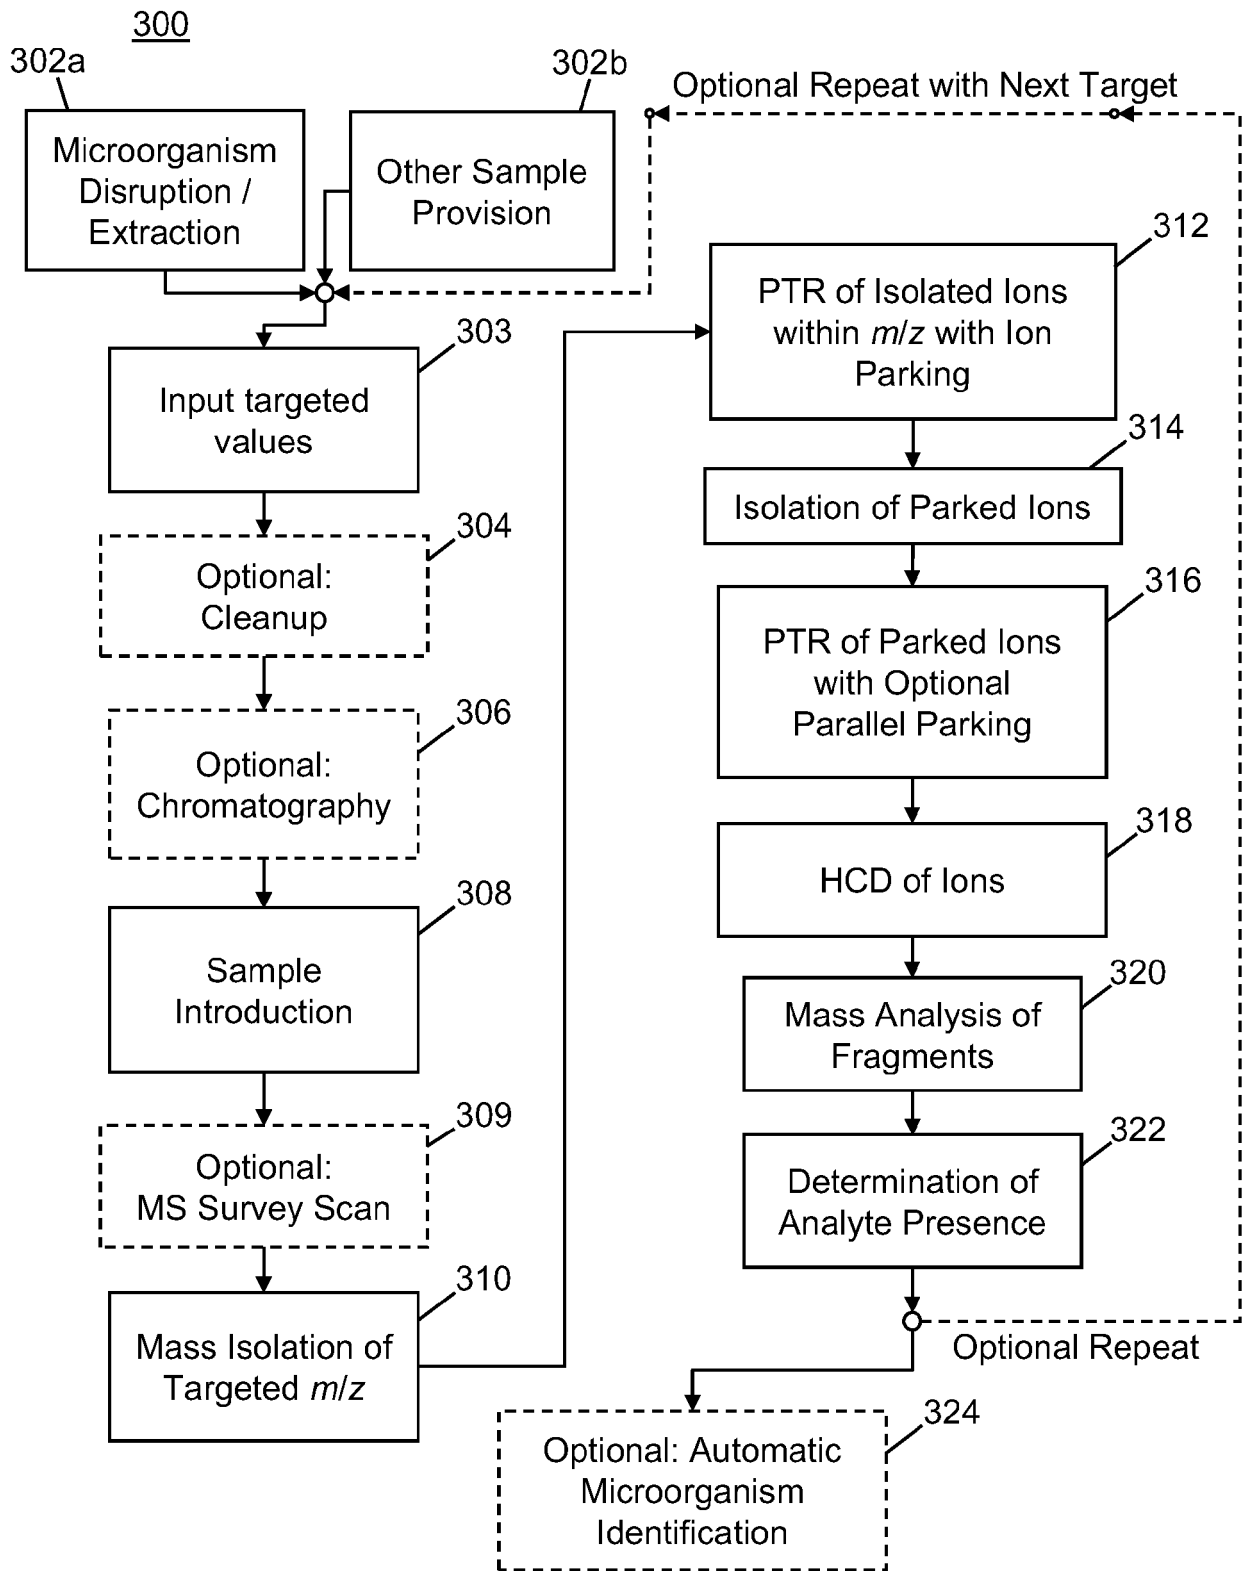 300
302a
302b
Optional Repeat with Next Target
Microorganism
Disruption /
Extraction
Other Sample
Provision
303
Input targeted
values
304
Optional:
Cleanup
306
Optional:
Chromatography
308
Sample
Introduction
309
Optional:
MS Survey Scan
310
Mass Isolation of
Targeted m/z
312
PTR of Isolated Ions
within m/z with Ion
Parking
314
Isolation of Parked Ions
316
PTR of Parked Ions
with Optional
Parallel Parking
318
HCD of Ions
320
Mass Analysis of
Fragments
322
Determination of
Analyte Presence
Optional Repeat
324
Optional: Automatic
Microorganism
Identification